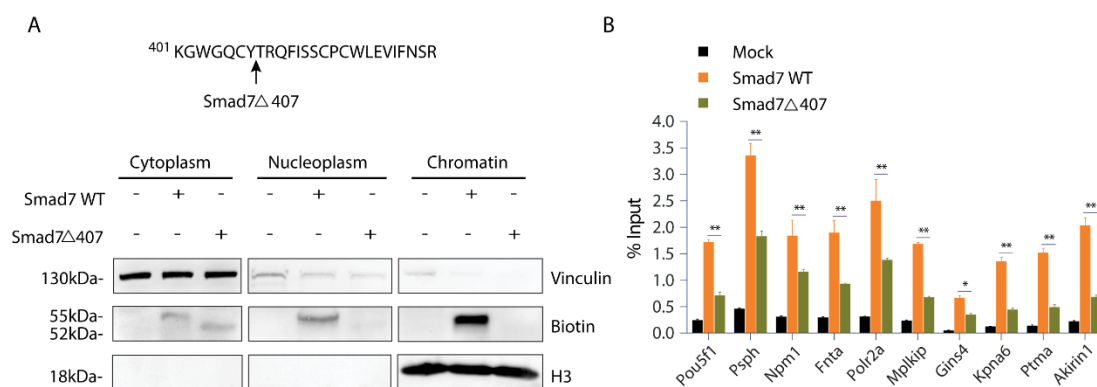 A
401 KGWGQCYTRQFISSCPCWLEVIFNSR
Smad7△ 407
Cytoplasm Nucleoplasm Chromatin
Smad7 WT - + - - + - - + -
Smad7△407 - - + - - + - - +
130kDa- Vinculin
55kDa- Biotin
52kDa-
18kDa- H3
B
Mock
Smad7 WT
Smad7△407
% Input
4.0
3.5
3.0
2.5
2.0
1.5
1.0
0.5
0.0
** ** ** ** ** ** * ** ** **
Pou5f1 Psph Npm1 Fnta Polr2a Mplkip Gins4 Kpna6 Ptma Akirin1